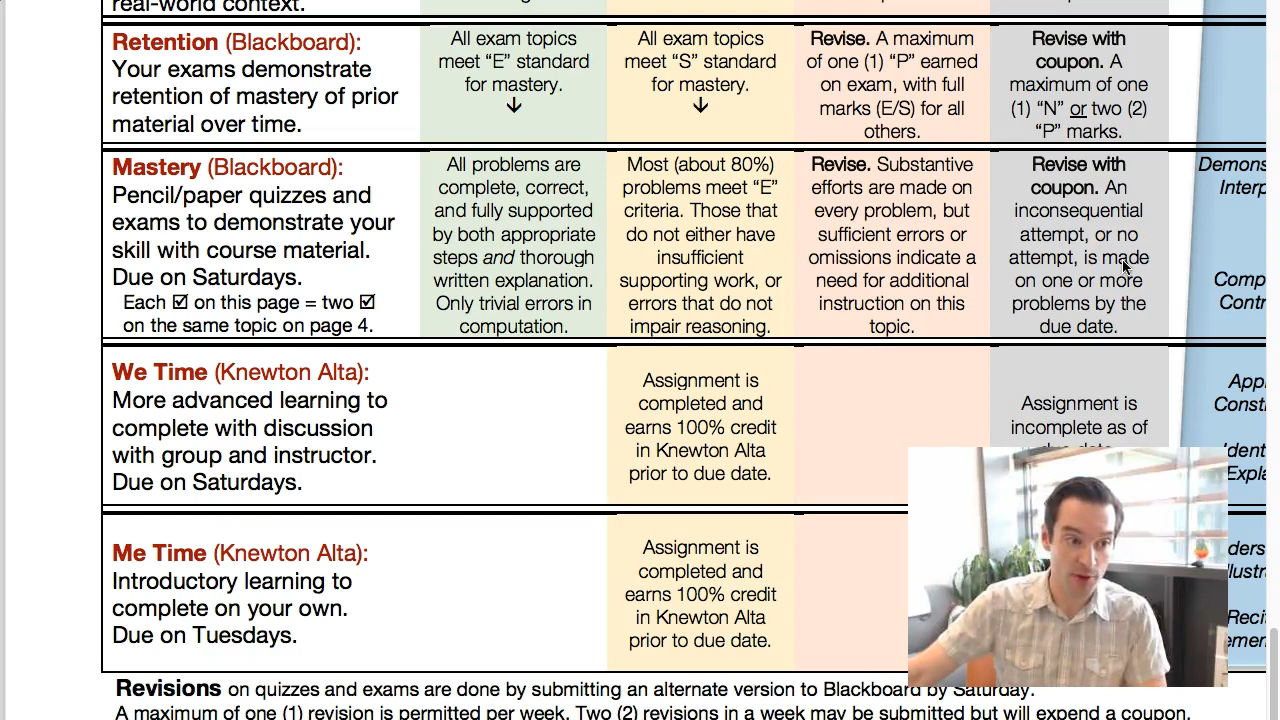 real-world context.
Retention (Blackboard):
Your exams demonstrate
retention of mastery of prior
material over time.
All exam topics
meet “E” standard
for mastery.
↓
All exam topics
meet “S” standard
for mastery.
↓
Revise. A maximum
of one (1) “P” earned
on exam, with full
marks (E/S) for all
others.
Revise with
coupon. A
maximum of one
(1) “N” or two (2)
“P” marks.
Mastery (Blackboard):
Pencil/paper quizzes and
exams to demonstrate your
skill with course material.
Due on Saturdays.
Each ☑ on this page = two ☑
on the same topic on page 4.
All problems are
complete, correct,
and fully supported
by both appropriate
steps and thorough
written explanation.
Only trivial errors in
computation.
Most (about 80%)
problems meet “E”
criteria. Those that
do not either have
insufficient
supporting work, or
errors that do not
impair reasoning.
Revise. Substantive
efforts are made on
every problem, but
sufficient errors or
omissions indicate a
need for additional
instruction on this
topic.
Revise with
coupon. An
inconsequential
attempt, or no
attempt, is made
on one or more
problems by the
due date.
We Time (Knewton Alta):
More advanced learning to
complete with discussion
with group and instructor.
Due on Saturdays.
Assignment is
completed and
earns 100% credit
in Knewton Alta
prior to due date.
Assignment is
incomplete as of
Me Time (Knewton Alta):
Introductory learning to
complete on your own.
Due on Tuesdays.
Assignment is
completed and
earns 100% credit
in Knewton Alta
prior to due date.
Revisions on quizzes and exams are done by submitting an alternate version to Blackboard by Saturday.
A maximum of one (1) revision is permitted per week. Two (2) revisions in a week may be submitted but will expend a coupon.